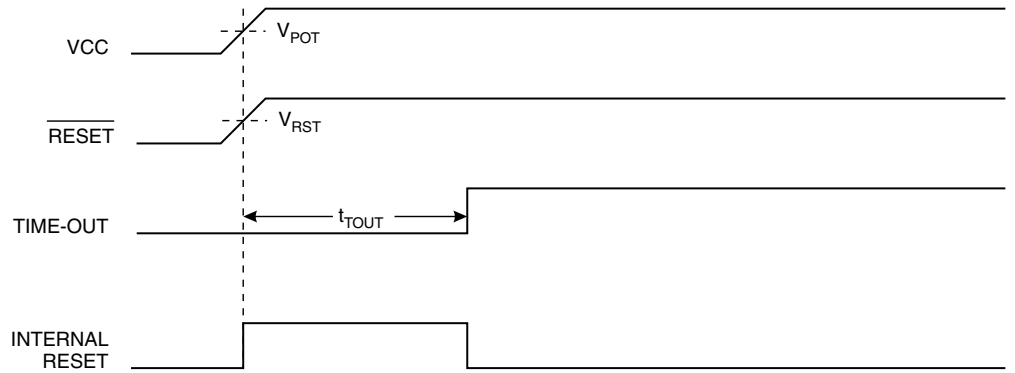 VCC
V_POT
RESET
V_RST
TIME-OUT
t_TOUT
INTERNAL
RESET